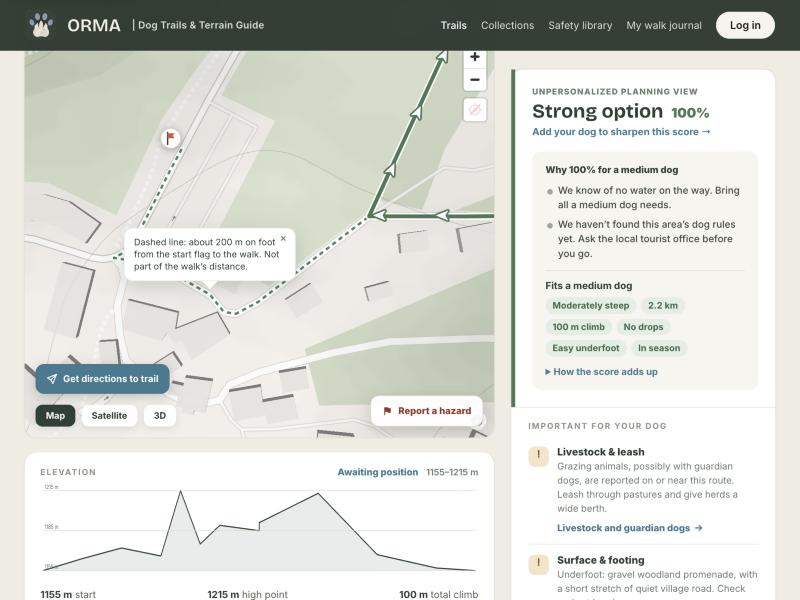 ORMA | Dog Trails & Terrain Guide
Trails Collections Safety library My walk journal Log in
+
−
Dashed line: about 200 m on foot ×
from the start flag to the walk. Not
part of the walk's distance.
Get directions to trail
Map Satellite 3D
Report a hazard
ELEVATION Awaiting position 1155–1215 m
1215 m
1185 m
1155 m start 1215 m high point 100 m total climb
UNPERSONALIZED PLANNING VIEW
Strong option 100%
Add your dog to sharpen this score →
Why 100% for a medium dog
We know of no water on the way. Bring
all a medium dog needs.
We haven't found this area's dog rules
yet. Ask the local tourist office before
you go.
Fits a medium dog
Moderately steep 2.2 km
100 m climb No drops
Easy underfoot In season
▸ How the score adds up
IMPORTANT FOR YOUR DOG
! Livestock & leash
Grazing animals, possibly with guardian
dogs, are reported on or near this route.
Leash through pastures and give herds a
wide berth.
Livestock and guardian dogs →
! Surface & footing
Underfoot: gravel woodland promenade, with
a short stretch of quiet village road. Check